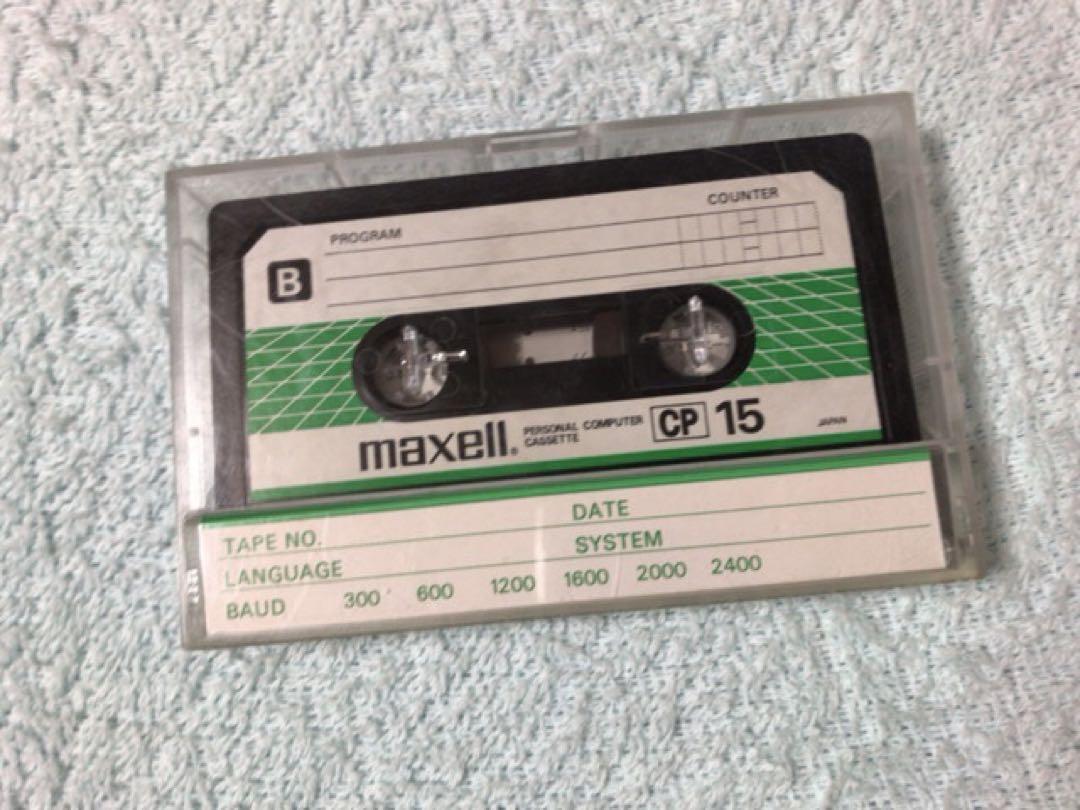 COUNTER
PROGRAM
B
maxell. PERSONAL COMPUTER CASSETTE CP 15 JAPAN
TAPE NO. DATE
LANGUAGE SYSTEM
BAUD 300 600 1200 1600 2000 2400